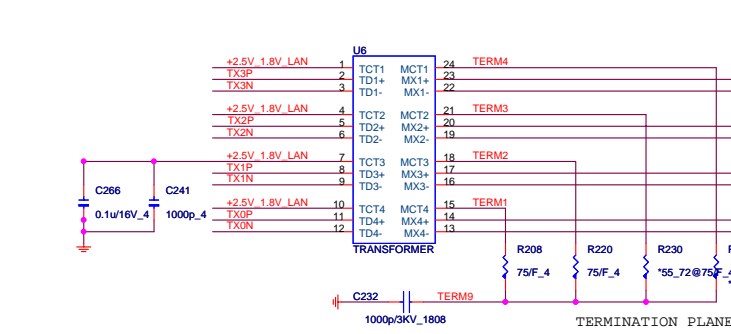 U6
+2.5V_1.8V_LAN 1 TCT1 MCT1 24 TERM4
TX3P 2 TD1+ MX1+ 23
TX3N 3 TD1- MX1- 22
+2.5V_1.8V_LAN 4 TCT2 MCT2 21 TERM3
TX2P 5 TD2+ MX2+ 20
TX2N 6 TD2- MX2- 19
+2.5V_1.8V_LAN 7 TCT3 MCT3 18 TERM2
TX1P 8 TD3+ MX3+ 17
TX1N 9 TD3- MX3- 16
C266 C241
+2.5V_1.8V_LAN 10 TCT4 MCT4 15 TERM1
0.1u/16V_4 1000p_4
TX0P 11 TD4+ MX4+ 14
TX0N 12 TD4- MX4- 13
TRANSFORMER R208 R220 R230
75/F_4 75/F_4 *55_72@75/F_4
C232 TERM9
1000p/3KV_1808
TERMINATION PLANE